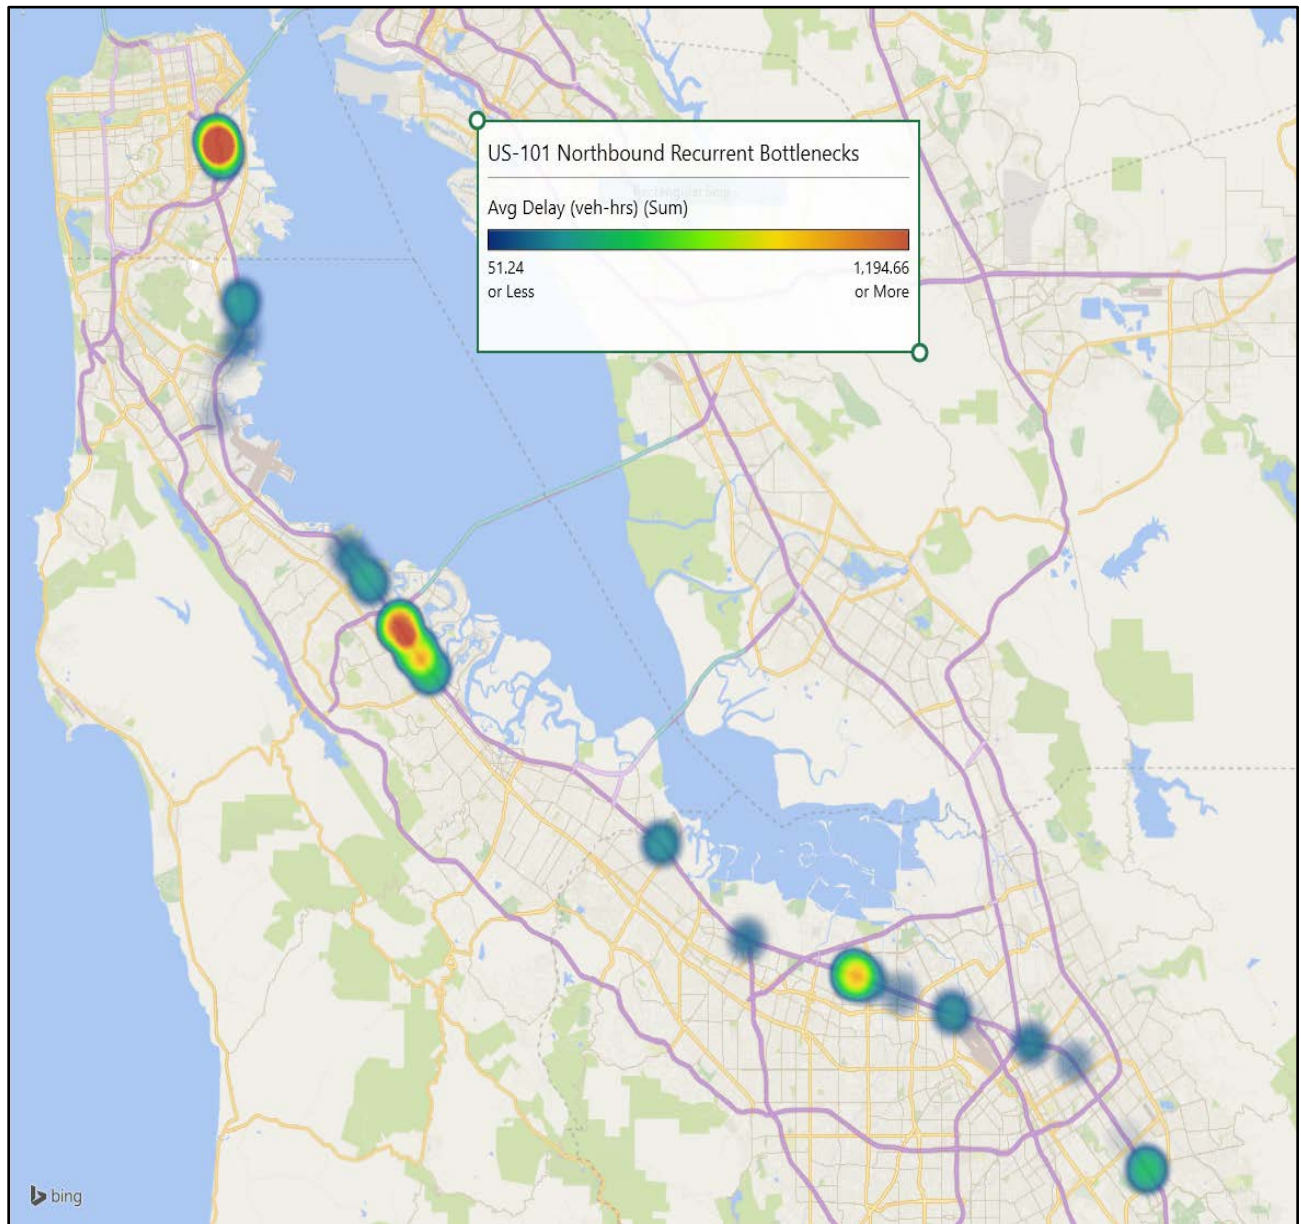 US-101 Northbound Recurrent Bottlenecks
Avg Delay (veh-hrs) (Sum)
51.24
or Less
1,194.66
or More
bing